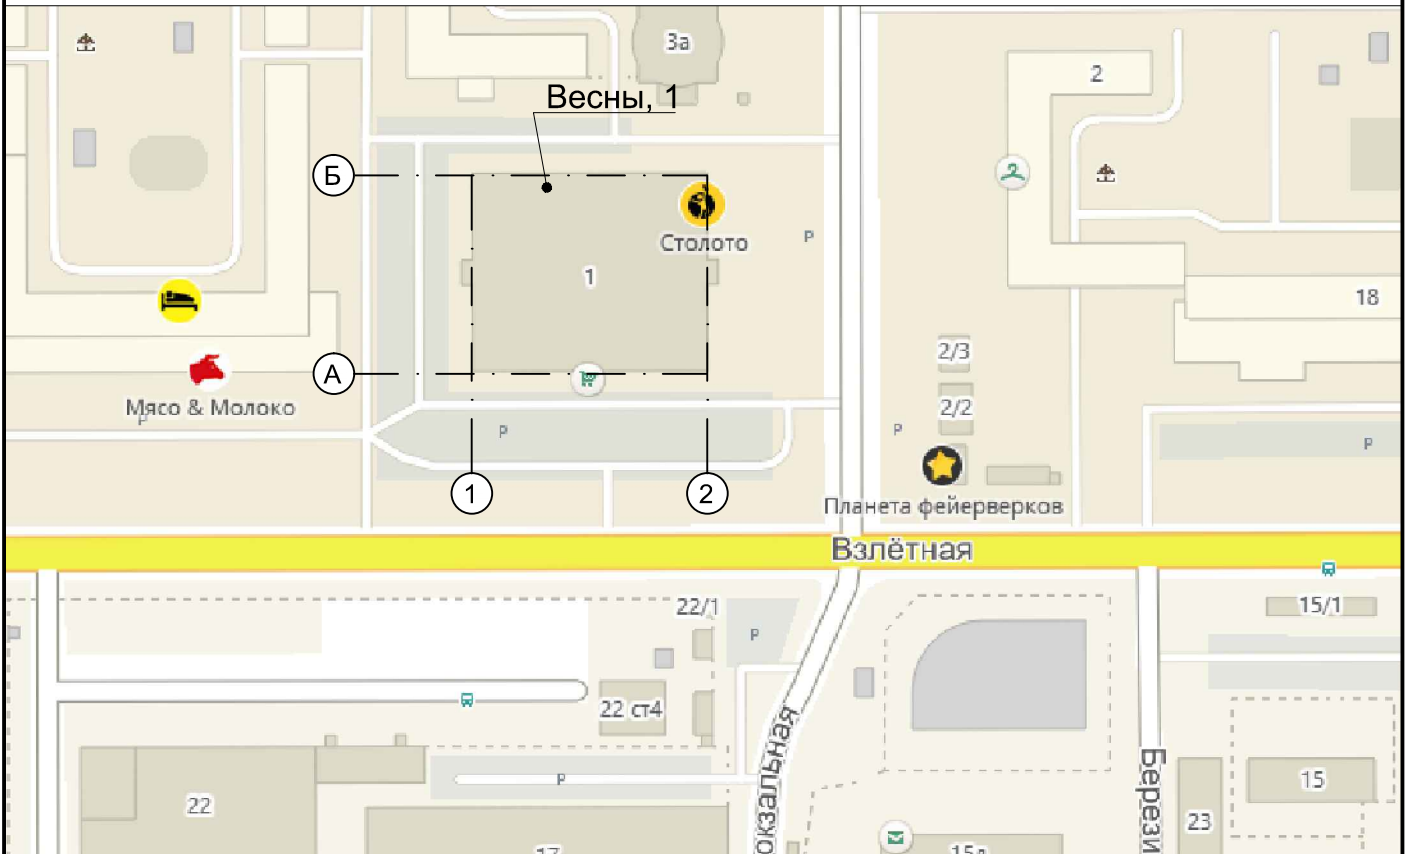 3а
2
Весны, 1
Б
Столото
Р
1
18
2/3
А
2/2
Мясо & Молоко
Р
Р
Р
Р
1
2
Планета фейерверков
Взлётная
22/1
15/1
Р
22 ст4
Р
22
15
23